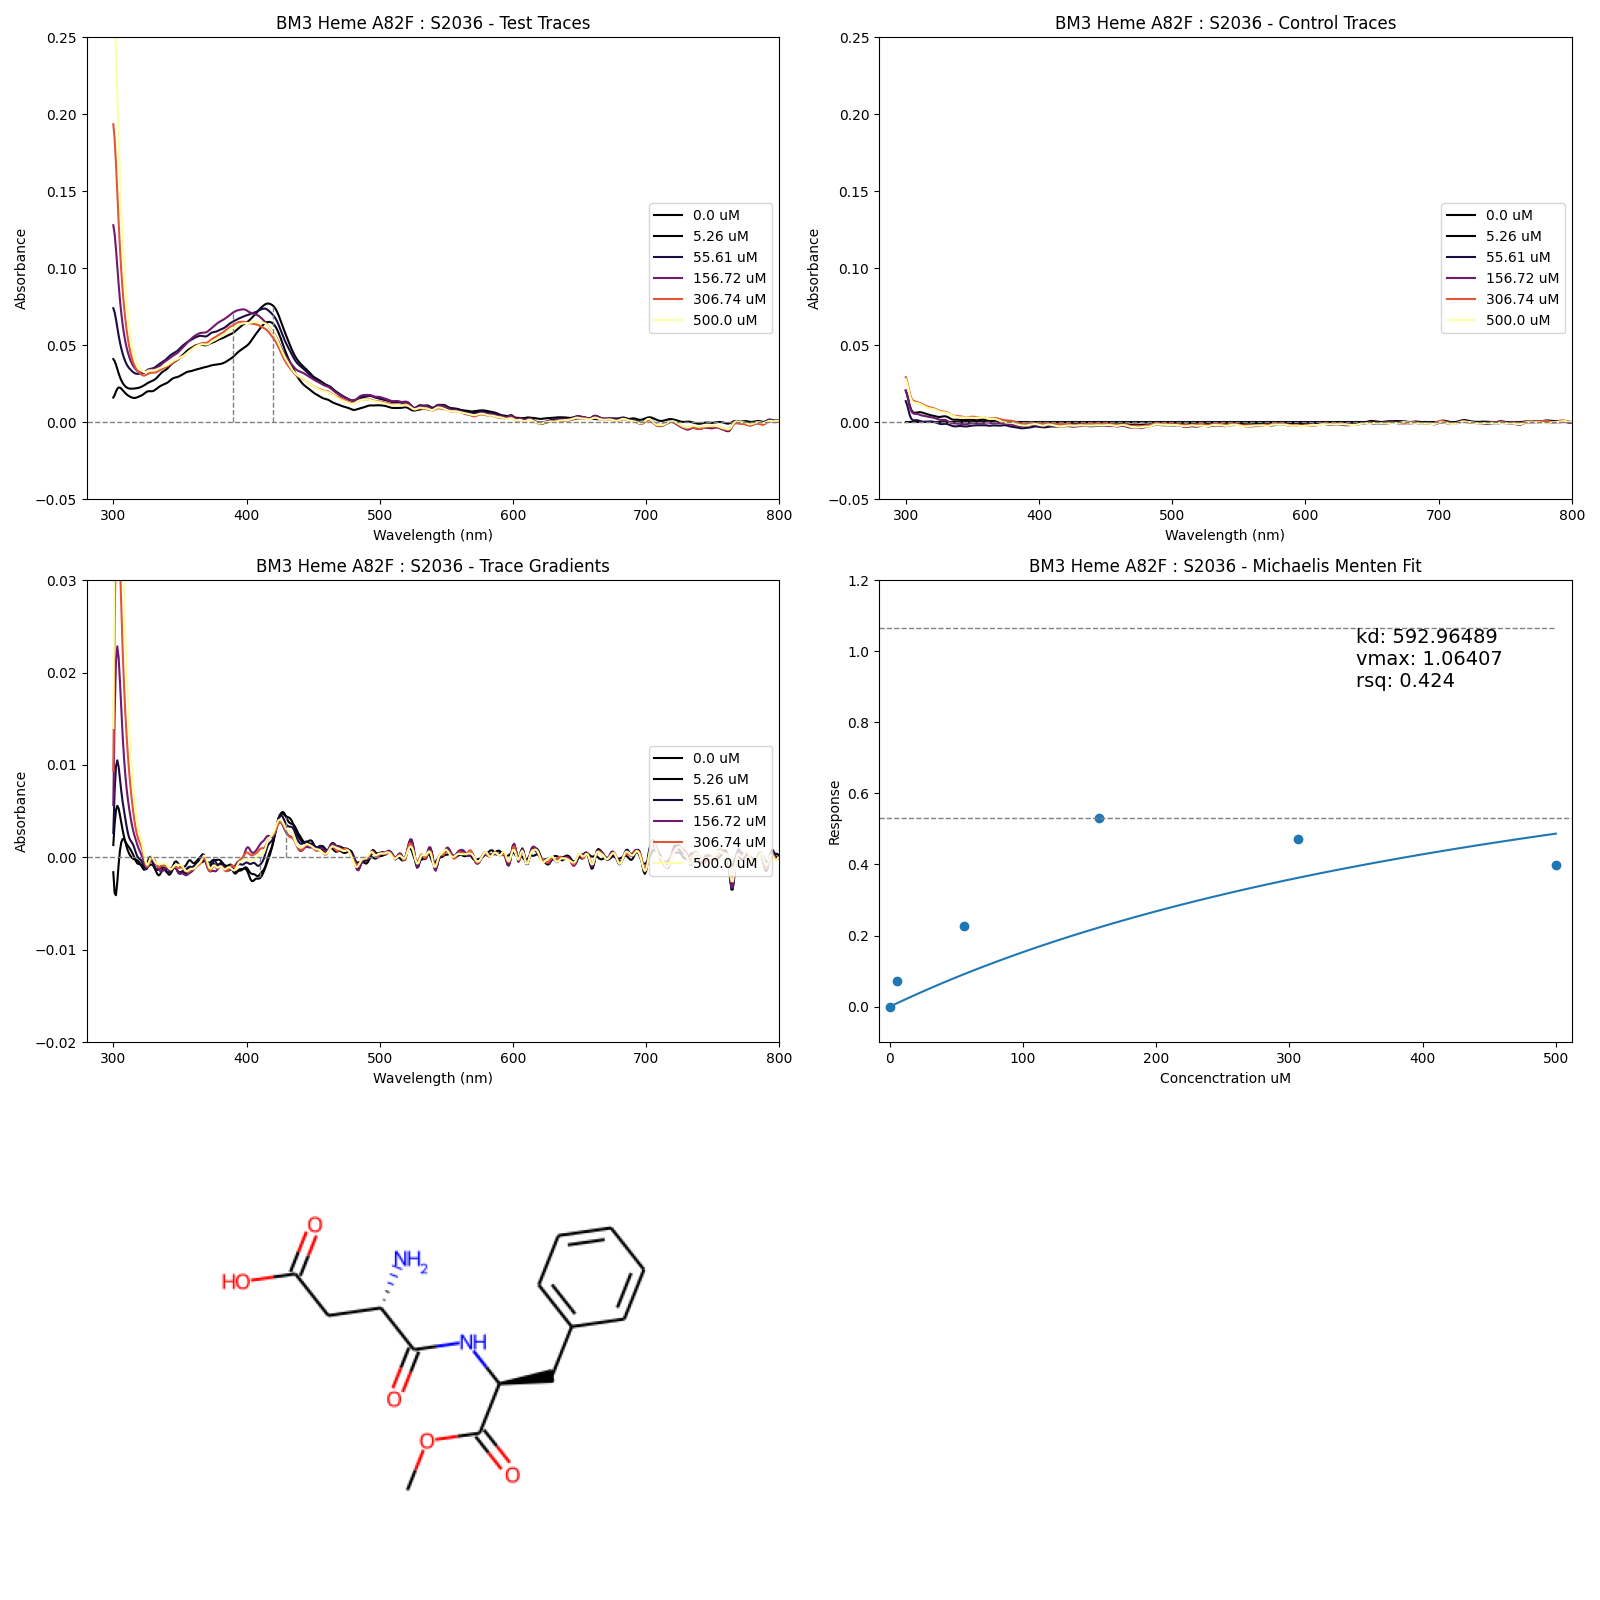 BM3 Heme A82F : S2036 - Test Traces
Absorbance
0.25
0.20
0.15
0.10
0.05
0.00
−0.05
0.0 uM
5.26 uM
55.61 uM
156.72 uM
306.74 uM
500.0 uM
300 400 500 600 700 800
Wavelength (nm)
BM3 Heme A82F : S2036 - Control Traces
Absorbance
0.25
0.20
0.15
0.10
0.05
0.00
−0.05
0.0 uM
5.26 uM
55.61 uM
156.72 uM
306.74 uM
500.0 uM
300 400 500 600 700 800
Wavelength (nm)
BM3 Heme A82F : S2036 - Trace Gradients
Absorbance
0.03
0.02
0.01
0.00
−0.01
−0.02
0.0 uM
5.26 uM
55.61 uM
156.72 uM
306.74 uM
500.0 uM
300 400 500 600 700 800
Wavelength (nm)
BM3 Heme A82F : S2036 - Michaelis Menten Fit
Response
1.2
1.0
0.8
0.6
0.4
0.2
0.0
kd: 592.96489
vmax: 1.06407
rsq: 0.424
0 100 200 300 400 500
Concenctration uM
O
NH2
HO
NH
O
O
O